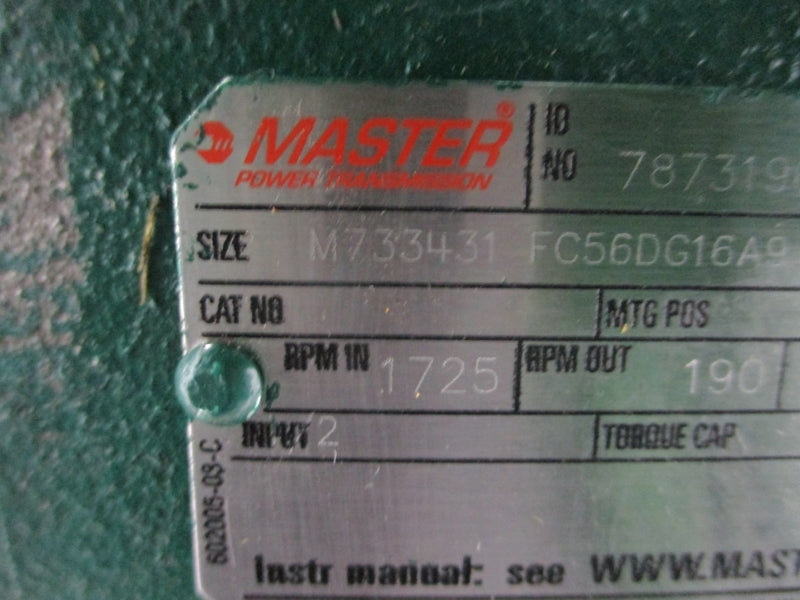 MASTER®
POWER TRANSMISSION
ID NO 787319
SIZE M733431 FC56DG16A9
CAT NO MTG POS
RPM IN 1725 RPM OUT 190
INPUT 2 TORQUE CAP
602005-03-C
Instr manual: see WWW.MAST